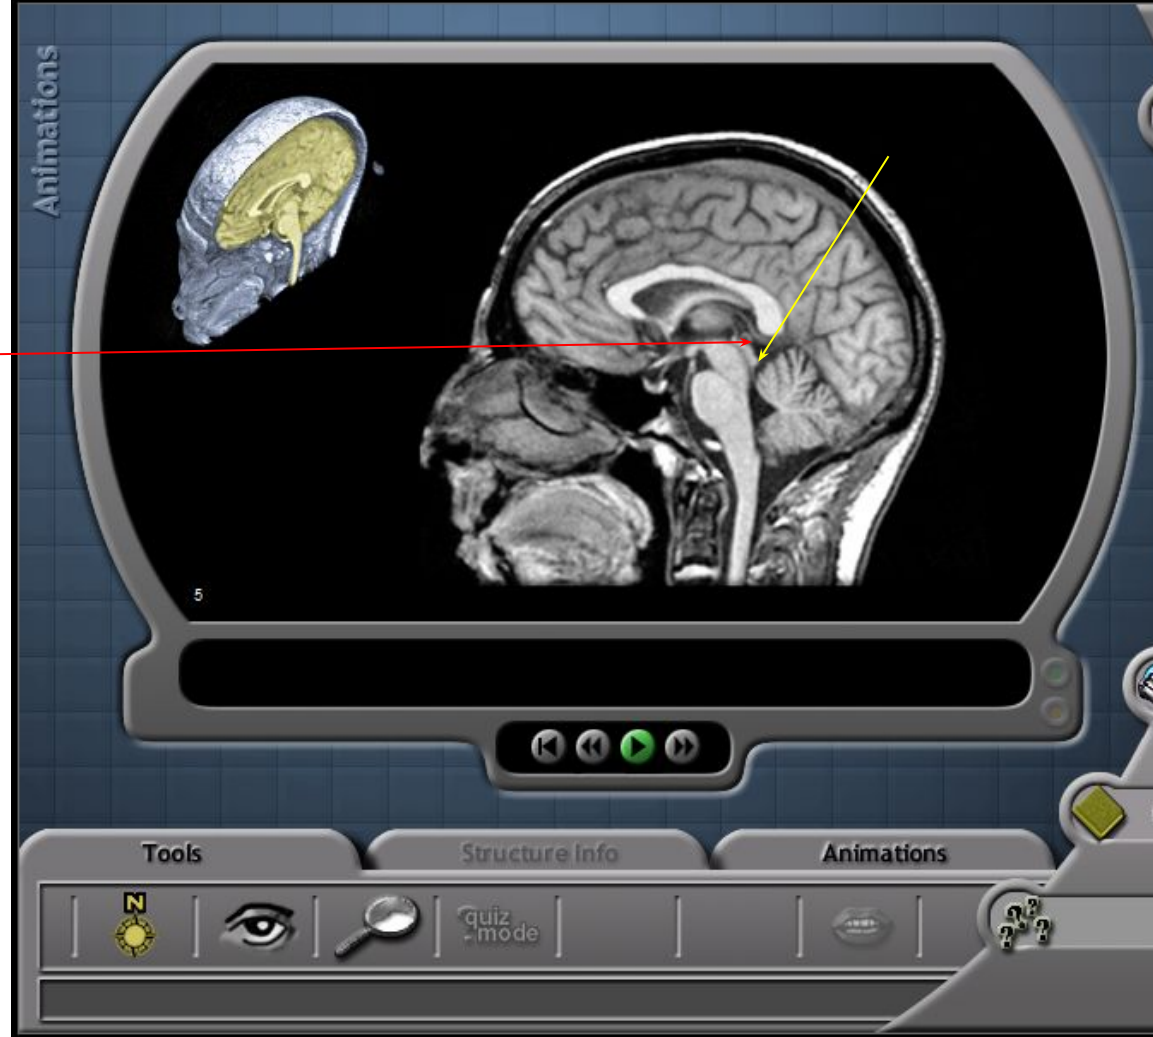 Animations
5
Tools
Structure Info
Animations
N
quiz
mode
? ? ? ?